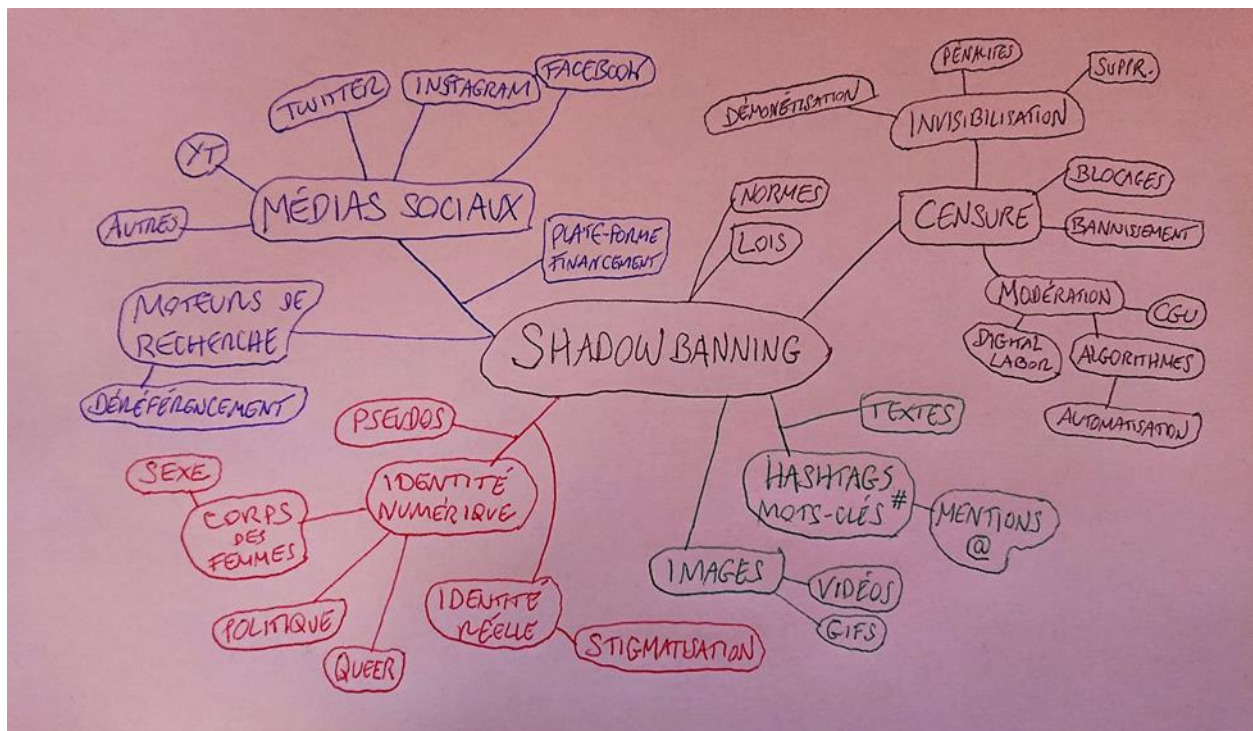 FACEBOOK
TWITTER
INSTAGRAM
YT
MÉDIAS SOCIAUX
AUTRES
PLATE-FORME
FINANCEMENT
MOTEURS DE
RECHERCHE
DÉRÉFÉRENCEMENT
PÉNALITÉS
SUPPR.
DÉMONÉTISATION
INVISIBILISATION
NORMES
LOIS
BLOCAGES
CENSURE
BANNISSEMENT
MODÉRATION
CGU
DIGITAL
LABOR
ALGORITHMES
AUTOMATISATION
SHADOWBANNING
PSEUDOS
SEXE
IDENTITÉ
NUMÉRIQUE
CORPS
DES
FEMMES
POLITIQUE
QUEER
IDENTITÉ
RÉELLE
STIGMATISATION
TEXTES
HASHTAGS
MOTS-CLÉS #
MENTIONS
@
IMAGES
VIDÉOS
GIFS